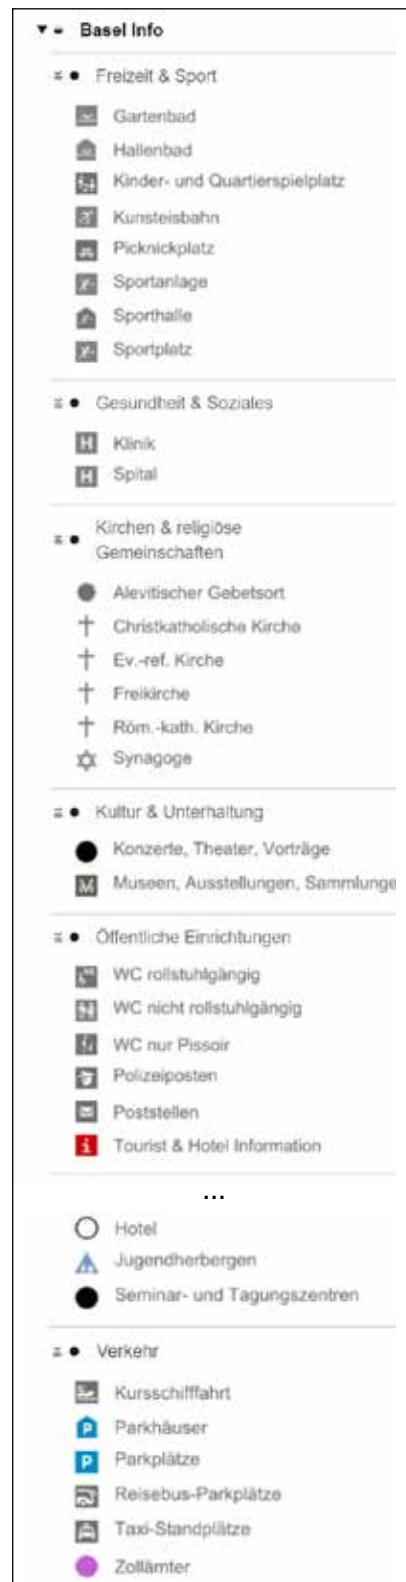 Basel Info
Freizeit & Sport
Gartenbad
Hallenbad
Kinder- und Quartierspielplatz
Kunsteisbahn
Picknickplatz
Sportanlage
Sporthalle
Sportplatz
Gesundheit & Soziales
H Klinik
H Spital
Kirchen & religiöse
Gemeinschaften
Alevitischer Gebetsort
Christkatholische Kirche
Ev.-ref. Kirche
Freikirche
Röm.-kath. Kirche
Synagoge
Kultur & Unterhaltung
Konzerte, Theater, Vorträge
M Museen, Ausstellungen, Sammlunge
Öffentliche Einrichtungen
WC rollstuhlgängig
WC nicht rollstuhlgängig
WC nur Pissoir
Polizeiposten
Poststellen
i Tourist & Hotel Information
...
Hotel
Jugendherbergen
Seminar- und Tagungszentren
Verkehr
Kursschifffahrt
P Parkhäuser
P Parkplätze
Reisebus-Parkplätze
Taxi-Standplätze
Zollämter